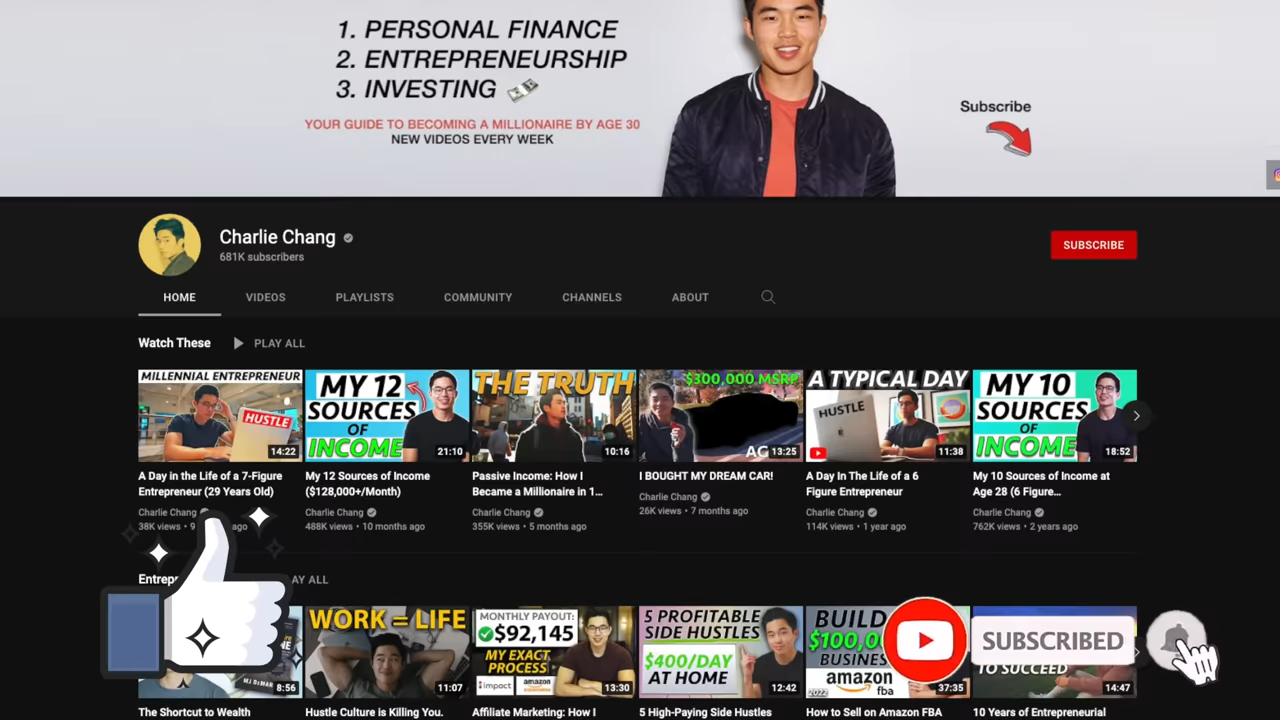 1. PERSONAL FINANCE
2. ENTREPRENEURSHIP
3. INVESTING
YOUR GUIDE TO BECOMING A MILLIONAIRE BY AGE 30
NEW VIDEOS EVERY WEEK
Subscribe
Charlie Chang
681K subscribers
SUBSCRIBE
HOME
VIDEOS
PLAYLISTS
COMMUNITY
CHANNELS
ABOUT
Watch These
PLAY ALL
MILLENNIAL ENTREPRENEUR
HUSTLE
14:22
MY 12
SOURCES
OF
INCOME
21:10
THE TRUTH
10:16
$300,000 MSRP
13:25
A TYPICAL DAY
HUSTLE
11:38
MY 10
SOURCES
OF
INCOME
18:52
A Day in the Life of a 7-Figure
Entrepreneur (29 Years Old)
Charlie Chang
38K views • 9 ago
My 12 Sources of Income
($128,000+/Month)
Charlie Chang
488K views • 10 months ago
Passive Income: How I
Became a Millionaire in 1...
Charlie Chang
355K views • 5 months ago
I BOUGHT MY DREAM CAR!
Charlie Chang
26K views • 7 months ago
A Day In The Life of a 6
Figure Entrepreneur
Charlie Chang
114K views • 1 year ago
My 10 Sources of Income at
Age 28 (6 Figure...
Charlie Chang
762K views • 2 years ago
AY ALL
8:56
WORK = LIFE
11:07
MONTHLY PAYOUT:
$92,145
MY EXACT
PROCESS
impact
amazon
13:30
5 PROFITABLE
SIDE HUSTLES
$400/DAY
AT HOME
12:42
BUILD
$100,0
BUSINESS
amazon
fba
2022
37:35
TO SUCCEED
14:47
SUBSCRIBED
The Shortcut to Wealth
Hustle Culture is Killing You.
Affiliate Marketing: How I
5 High-Paying Side Hustles
How to Sell on Amazon FBA
10 Years of Entrepreneurial